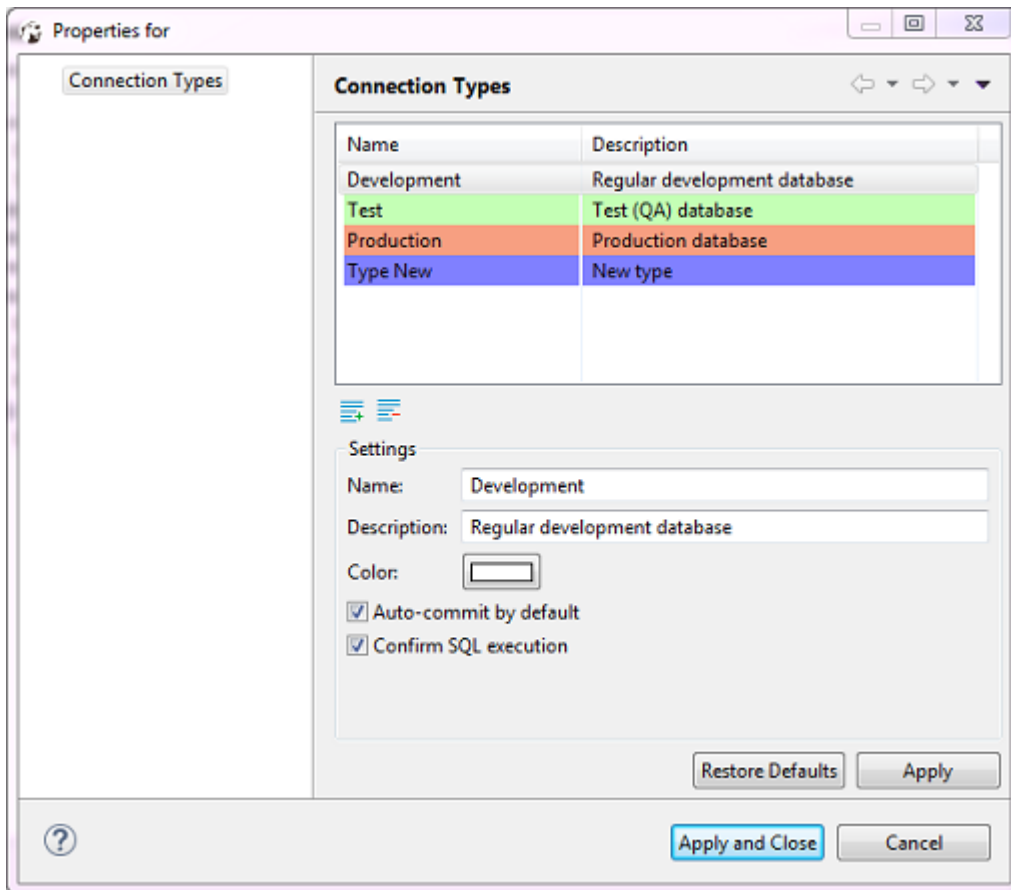 Properties for
Connection Types
Connection Types
Name Description
Development Regular development database
Test Test (QA) database
Production Production database
Type New New type
Settings
Name: Development
Description: Regular development database
Color:
Auto-commit by default
Confirm SQL execution
Restore Defaults Apply
? Apply and Close Cancel